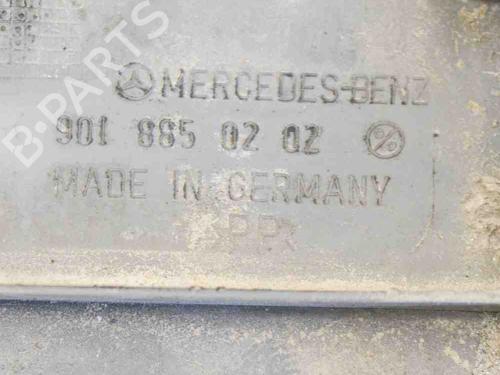 MERCEDES-BENZ
901 885 02 02
MADE IN GERMANY
PP
B-PARTS